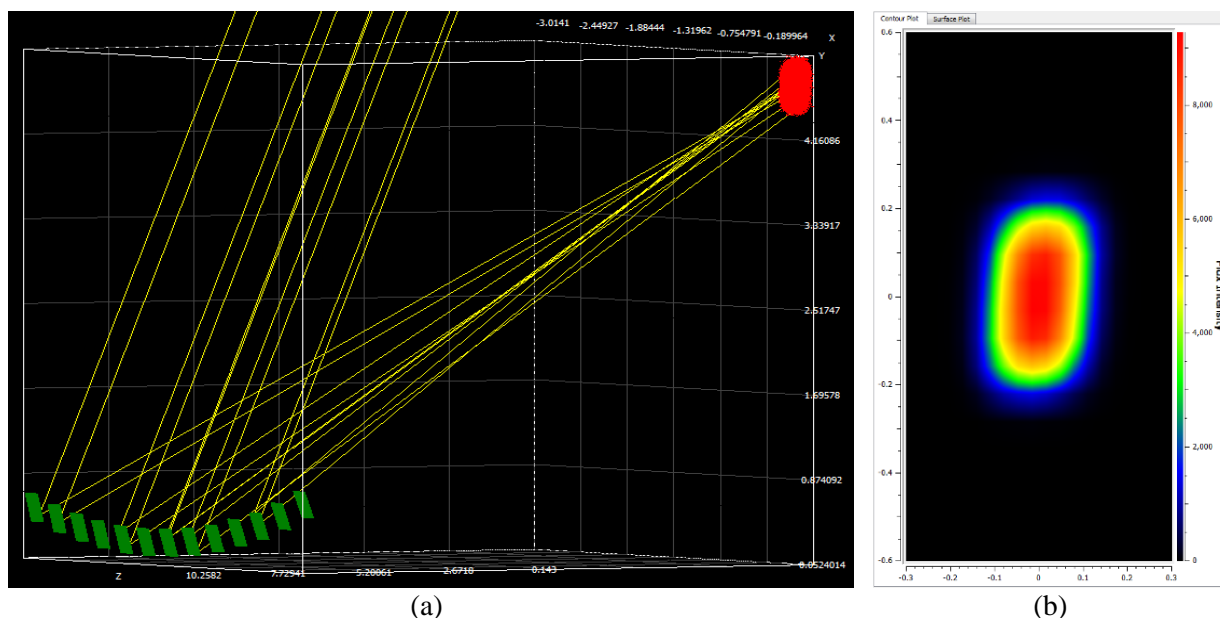 -3.0141 -2.44927 -1.88444 -1.31962 -0.754791 -0.189964 X
Y
4.16086
3.33917
2.51747
1.69578
0.874092
0.0524014
Z 10.2582 7.72941 5.20061 2.6718 0.143
(a)
Contour Plot Surface Plot
0.6
0.4
0.2
0
-0.2
-0.4
-0.6
-0.3 -0.2 -0.1 0 0.1 0.2 0.3
8,000
6,000
4,000
2,000
0
Flux Intensity
(b)